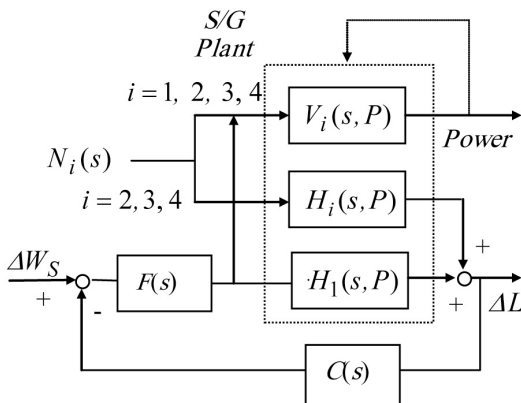 S/G
Plant
i = 1, 2, 3, 4
V_i(s, P)
Power
N_i(s)
i = 2, 3, 4
H_i(s, P)
+
ΔW_S
+
-
F(s)
·H_1(s, P)
+
ΔL
C(s)